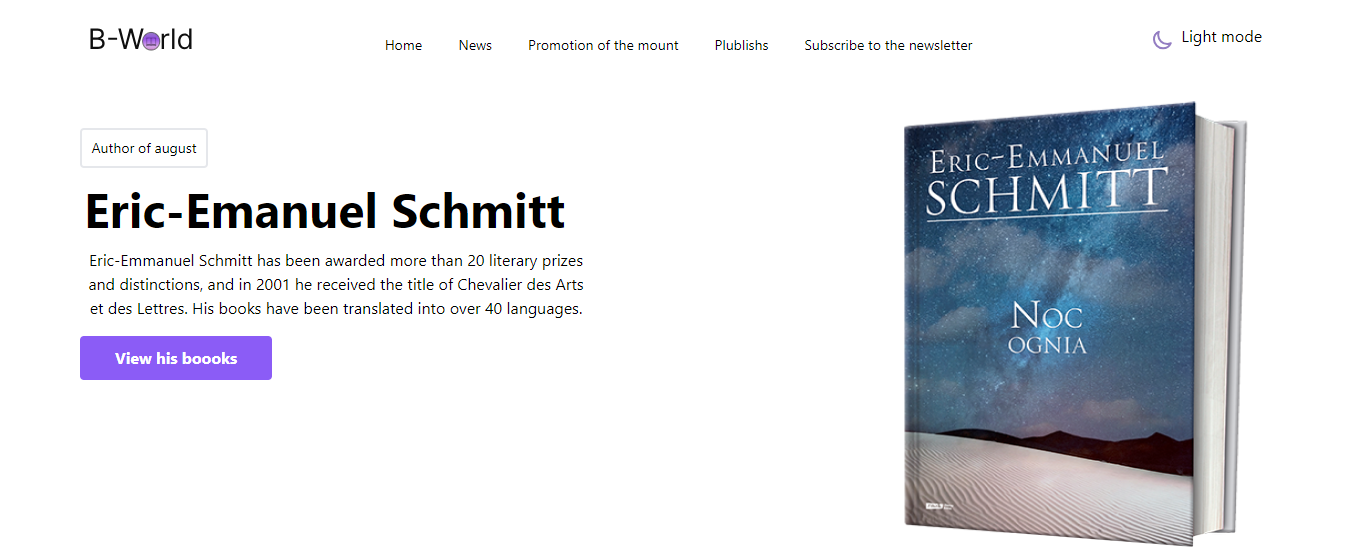 B-World
Home News Promotion of the mount Plublishs Subscribe to the newsletter
Light mode
Author of august
Eric-Emanuel Schmitt
Eric-Emmanuel Schmitt has been awarded more than 20 literary prizes
and distinctions, and in 2001 he received the title of Chevalier des Arts
et des Lettres. His books have been translated into over 40 languages.
View his boooks
ERIC-EMMANUEL
SCHMITT
NOC
OGNIA